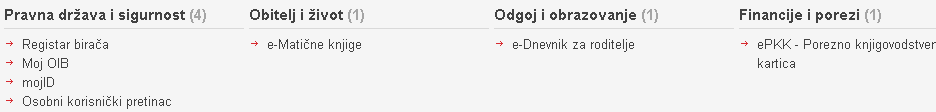 Pravna država i sigurnost (4)
Registar birača
Moj OIB
mojID
Osobni korisnički pretinac
Obitelj i život (1)
e-Matične knjige
Odgoj i obrazovanje (1)
e-Dnevnik za roditelje
Financije i porezi (1)
ePKK - Porezno knjigovodstven
kartica